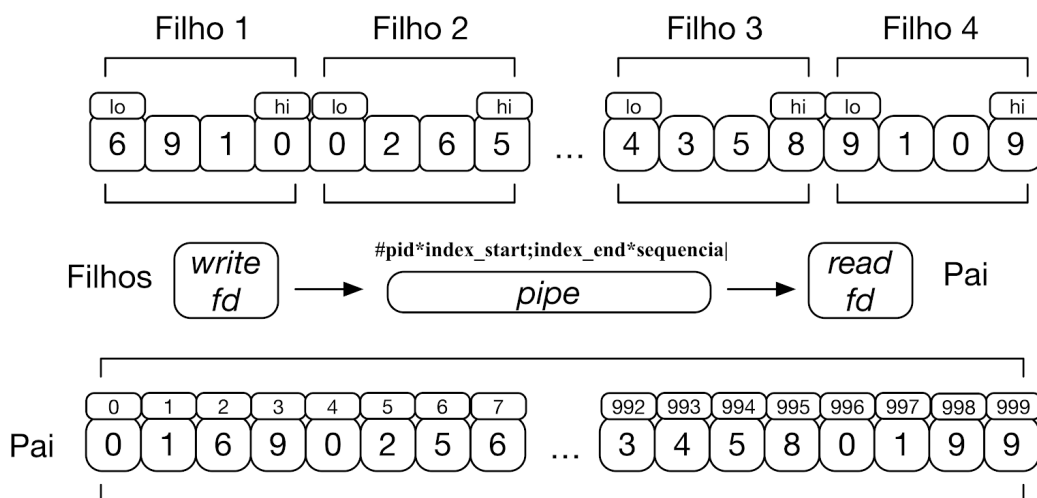 Filho 1 Filho 2 Filho 3 Filho 4
lo hi lo hi lo hi lo hi
6 9 1 0 0 2 6 5 ... 4 3 5 8 9 1 0 9
#pid*index_start;index_end*sequencia|
Filhos write fd pipe read fd Pai
0 1 2 3 4 5 6 7 992 993 994 995 996 997 998 999
Pai 0 1 6 9 0 2 5 6 ... 3 4 5 8 0 1 9 9